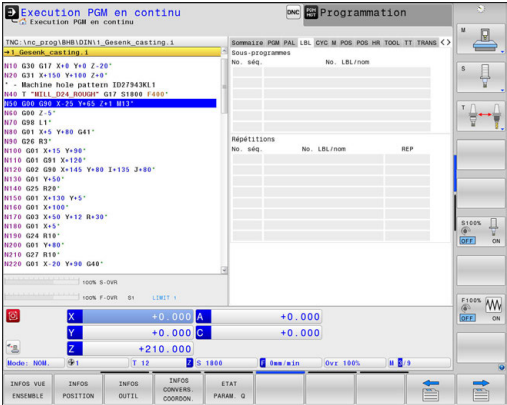 Execution PGM en continu
Execution PGM en continu
DNC
Programmation
TNC:\nc_prog\BHB\DIN\1_Gesenk_casting.i
→1_Gesenk_casting.i
N10 G30 G17 X+0 Y+0 Z-20*
N20 G31 X+150 Y+100 Z+0*
* - Machine hole pattern ID27943KL1
N40 T "MILL_D24_ROUGH" G17 S1800 F400*
N50 G00 G90 X-25 Y+65 Z+1 M13*
N60 G00 Z-5*
N70 G98 L1*
N80 G01 X+5 Y+80 G41*
N90 G26 R3*
N100 G01 X+15 Y+90*
N110 G01 G91 X+120*
N120 G02 G90 X+145 Y+80 I+135 J+80*
N130 G01 Y+50*
N140 G25 R20*
N150 G01 X+130 Y+5*
N160 G01 X+100*
N170 G03 X+50 Y+12 R+30*
N180 G01 X+5*
N190 G24 R10*
N200 G01 Y+80*
N210 G27 R10*
N220 G01 X-20 Y+90 G40*
Sommaire PGM PAL LBL CYC M POS POS HR TOOL TT TRANS
Sous-programmes
No. séq. No. LBL/nom
Répétitions
No. séq. No. LBL/nom REP
100% S-OVR
100% F-OVR S1 LIMIT 1
X +0.000 A +0.000
Y +0.000 C +0.000
Z +210.000
Mode: NOM. 1 T 12 Z S 1800 F 0mm/min Ovr 100% M 5/9
M
S
T
S100%
OFF ON
F100%
OFF ON
INFOS VUE ENSEMBLE
INFOS POSITION
INFOS OUTIL
INFOS CONVERS. COORDON.
ETAT PARAM. Q